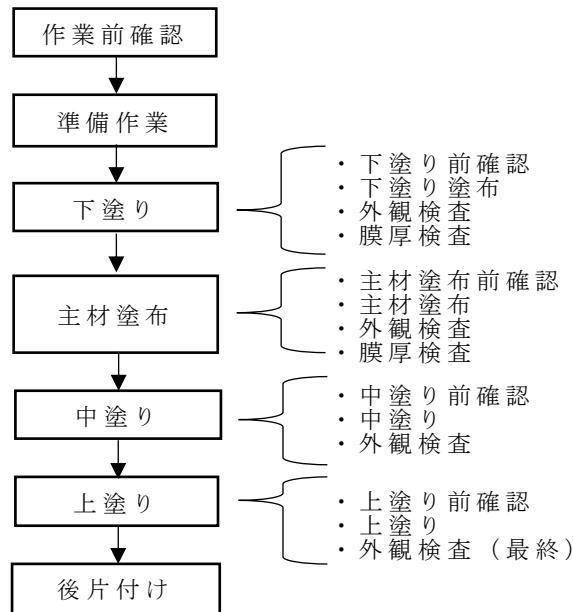 作業前確認
準備作業
下塗り
・下塗り前確認
・下塗り塗布
・外観検査
・膜厚検査
主材塗布
・主材塗布前確認
・主材塗布
・外観検査
・膜厚検査
中塗り
・中塗り前確認
・中塗り
・外観検査
上塗り
・上塗り前確認
・上塗り
・外観検査（最終）
後片付け